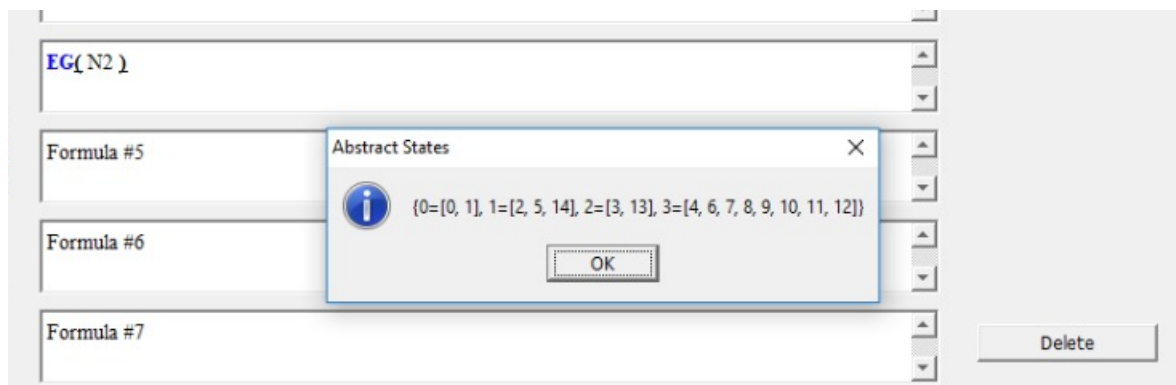 EG( N2 )
Formula #5
Abstract States
{0=[0, 1], 1=[2, 5, 14], 2=[3, 13], 3=[4, 6, 7, 8, 9, 10, 11, 12]}
Formula #6
OK
Formula #7
Delete